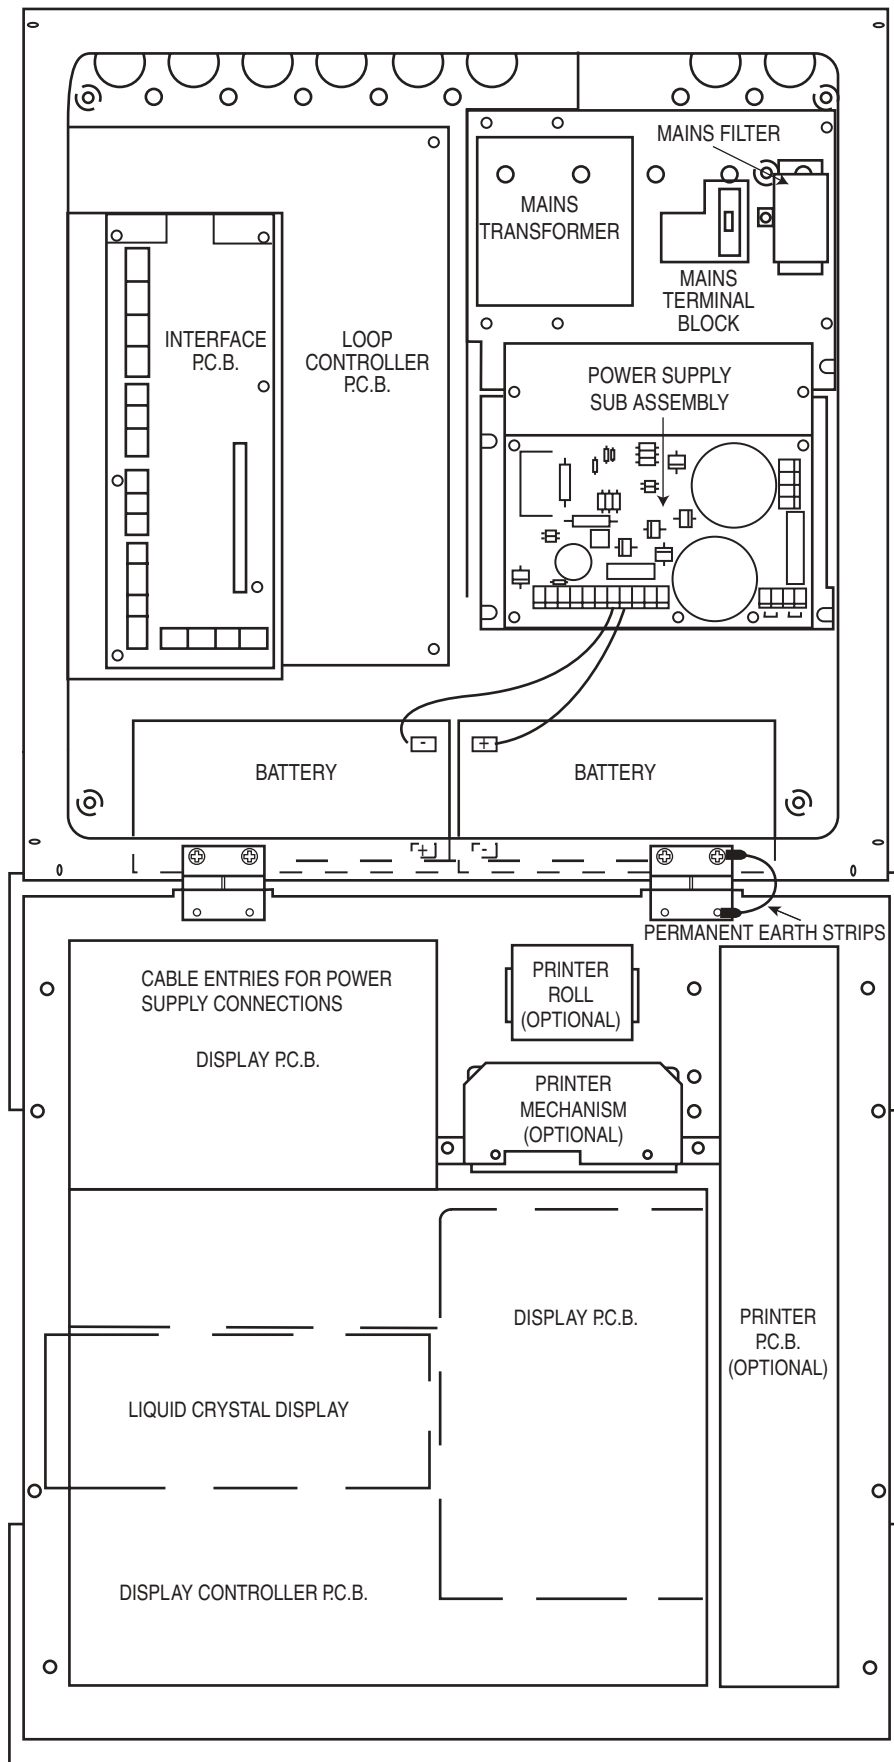 MAINS FILTER
MAINS
TRANSFORMER
MAINS
TERMINAL
BLOCK
INTERFACE
P.C.B.
LOOP
CONTROLLER
P.C.B.
POWER SUPPLY
SUB ASSEMBLY
-
+
BATTERY
BATTERY
+
-
PERMANENT EARTH STRIPS
CABLE ENTRIES FOR POWER
SUPPLY CONNECTIONS
DISPLAY P.C.B.
PRINTER
ROLL
(OPTIONAL)
PRINTER
MECHANISM
(OPTIONAL)
DISPLAY P.C.B.
PRINTER
P.C.B.
(OPTIONAL)
LIQUID CRYSTAL DISPLAY
DISPLAY CONTROLLER P.C.B.